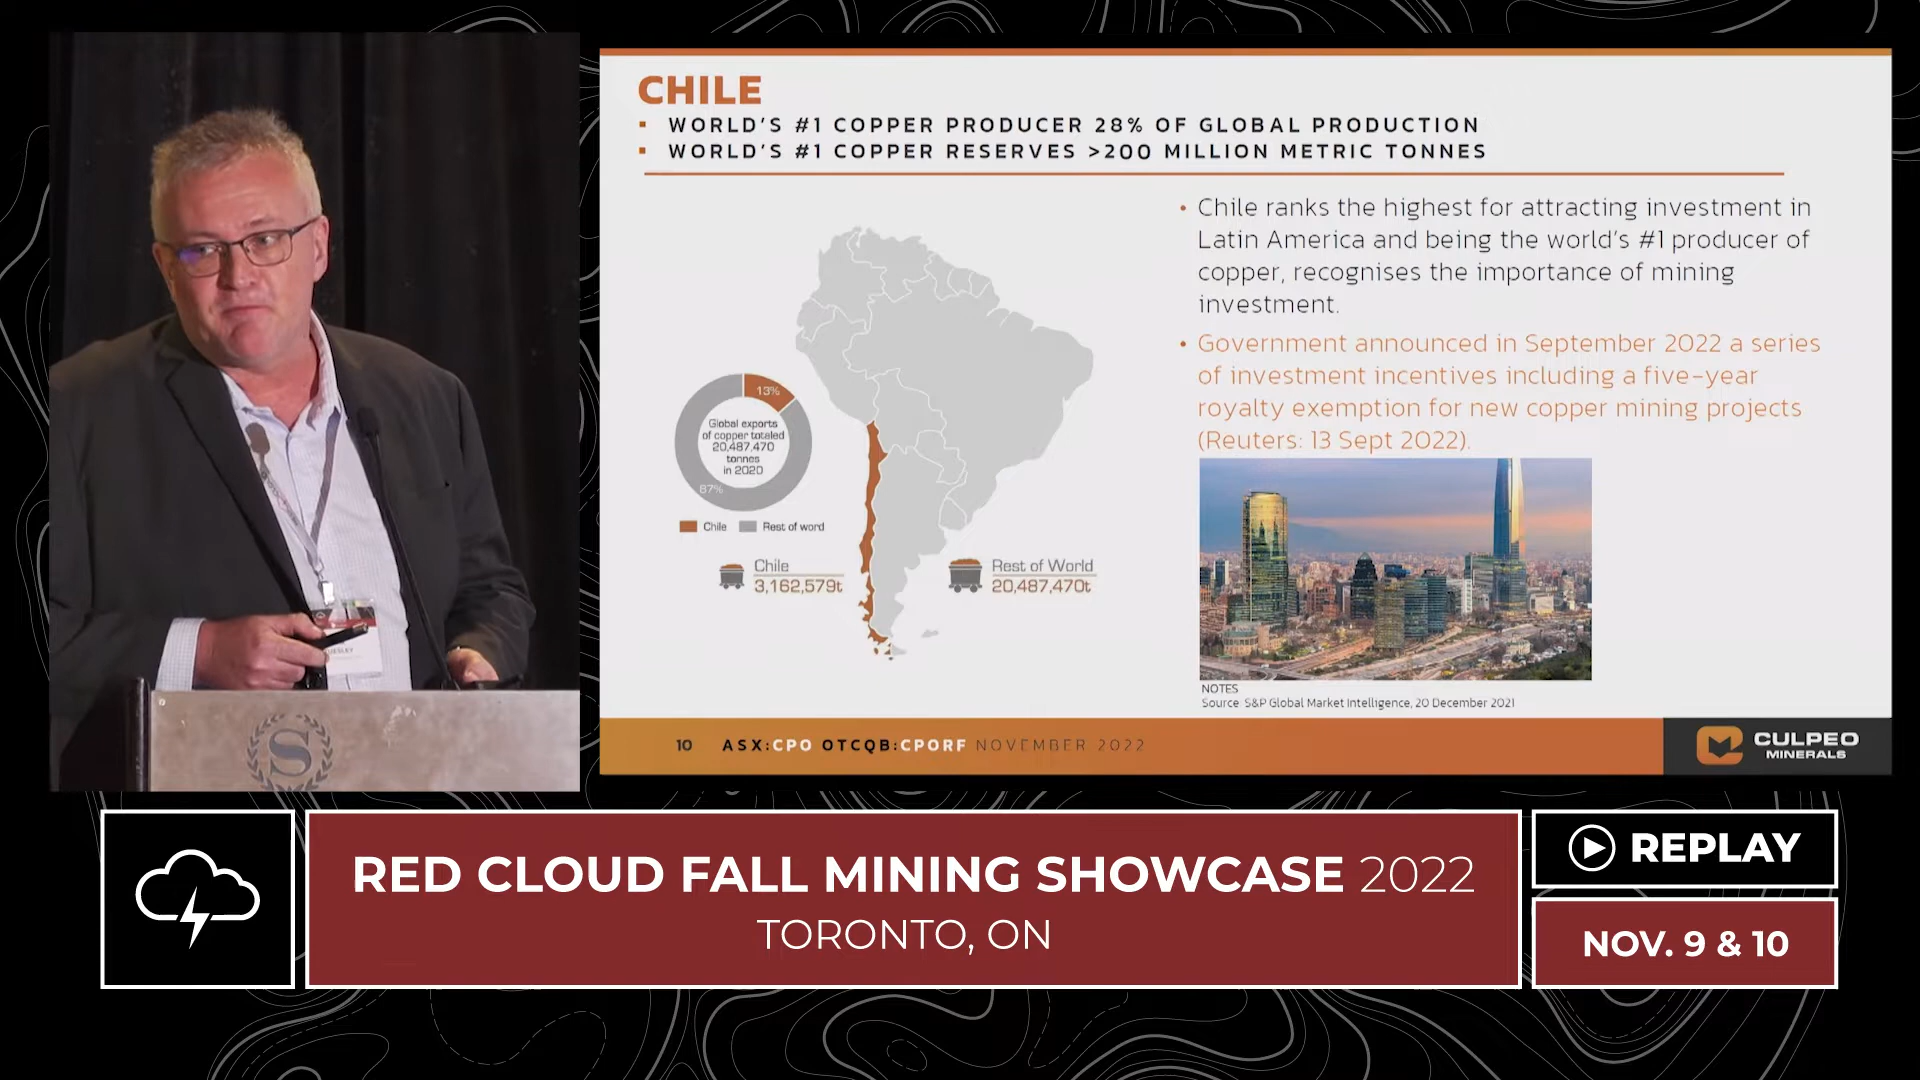 CHILE
▪ WORLD'S #1 COPPER PRODUCER 28% OF GLOBAL PRODUCTION
▪ WORLD'S #1 COPPER RESERVES >200 MILLION METRIC TONNES
• Chile ranks the highest for attracting investment in
Latin America and being the world's #1 producer of
copper, recognises the importance of mining
investment.
• Government announced in September 2022 a series
of investment incentives including a five-year
royalty exemption for new copper mining projects
(Reuters: 13 Sept 2022).
13%
Global exports
of copper totaled
20,487,470
tonnes
in 2020
87%
Chile Rest of word
Chile
3,162,579t
Rest of World
20,487,470t
NOTES
Source S&P Global Market Intelligence, 20 December 2021
10 ASX:CPO OTCQB:CPORF NOVEMBER 2022
CULPEO
MINERALS
S
RED CLOUD FALL MINING SHOWCASE 2022
TORONTO, ON
REPLAY
NOV. 9 & 10